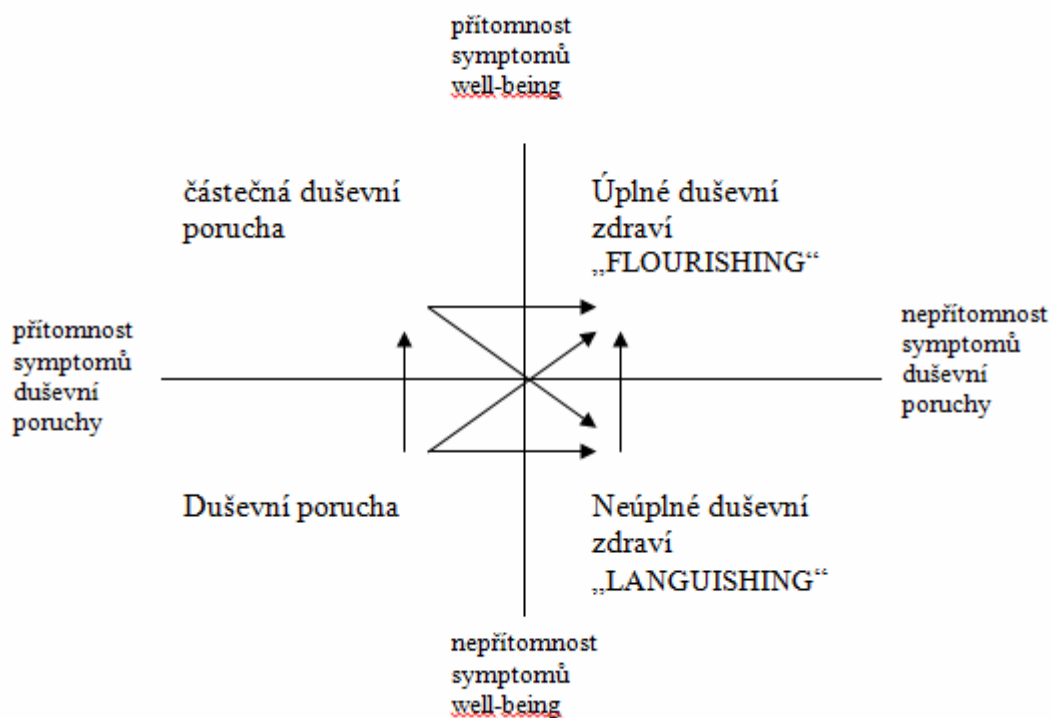 přítomnost
symptomů
well-being
částečná duševní
porucha
Úplné duševní
zdraví
„FLOURISHING“
přítomnost
symptomů
duševní
poruchy
nepřítomnost
symptomů
duševní
poruchy
Duševní porucha
Neúplné duševní
zdraví
„LANGUISHING“
nepřítomnost
symptomů
well-being